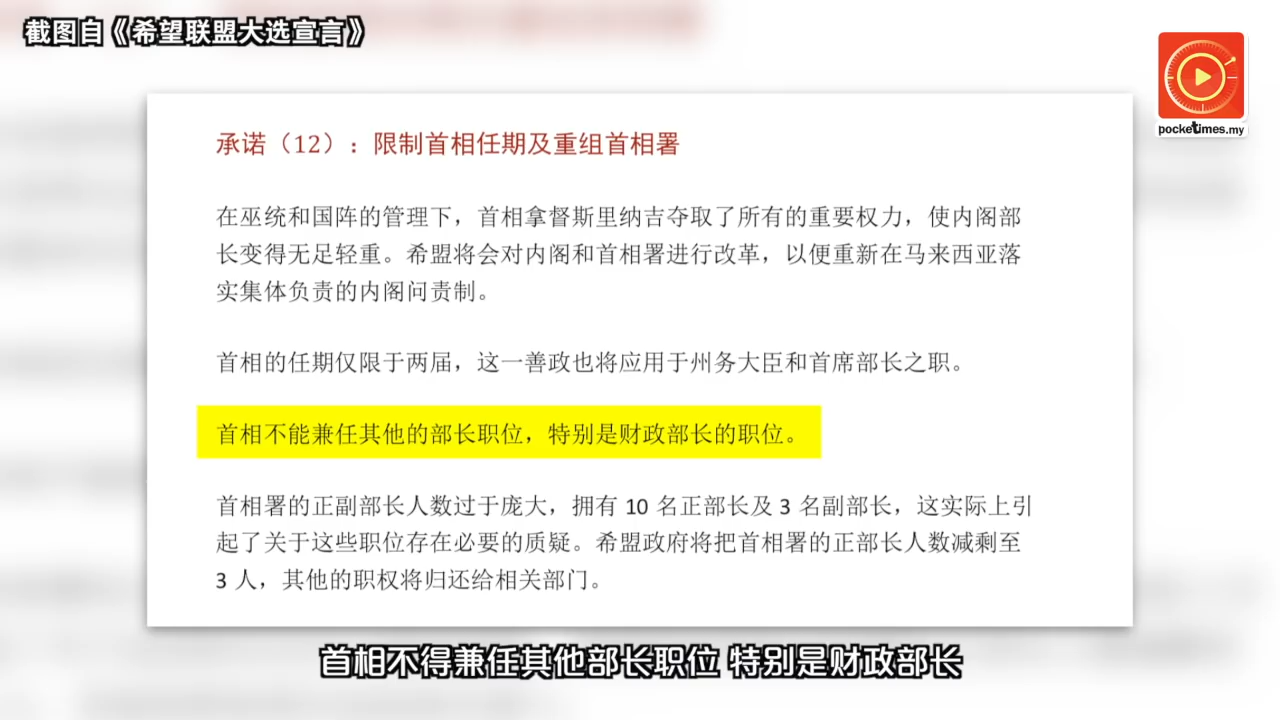 截图自《希望联盟大选宣言》
pocketimes.my
承诺（12）：限制首相任期及重组首相署
在巫统和国阵的管理下，首相拿督斯里纳吉夺取了所有的重要权力，使内阁部
长变得无足轻重。希盟将会对内阁和首相署进行改革，以便重新在马来西亚落
实集体负责的内阁问责制。
首相的任期仅限于两届，这一善政也将应用于州务大臣和首席部长之职。
首相不能兼任其他的部长职位，特别是财政部长的职位。
首相署的正副部长人数过于庞大，拥有 10 名正部长及 3 名副部长，这实际上引
起了关于这些职位存在必要的质疑。希盟政府将把首相署的正部长人数减剩至
3 人，其他的职权将归还给相关部门。
首相不得兼任其他部长职位 特别是财政部长